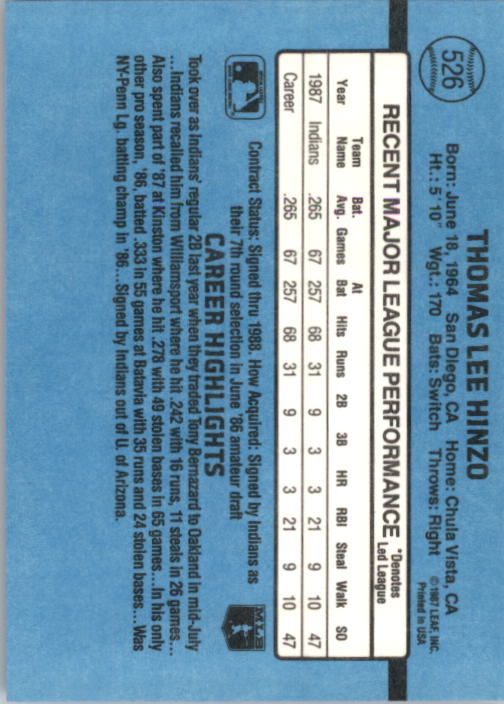 526
THOMAS LEE HINZO
Born: June 18, 1964 San Diego, CA Home: Chula Vista, CA
Ht.: 5'10" Wgt.: 170 Bats: Switch Throws: Right
©1987 LEAF, INC.
Printed in USA
RECENT MAJOR LEAGUE PERFORMANCE *Denotes Led League
Year Team Name Bat. Avg. Games At Bat Hits Runs 2B 3B HR RBI Steal Walk SO
1987 Indians .265 67 257 68 31 9 3 3 21 9 10 47
Career .265 67 257 68 31 9 3 3 21 9 10 47
Contract Status: Signed thru 1988. How Acquired: Signed by Indians as
their 7th round selection in June '86 amateur draft
MLB
CAREER HIGHLIGHTS
Took over as Indians' regular 2B last year when they traded Tony Bernazard to Oakland in mid-July
...Indians recalled him from Williamsport where he hit .242 with 16 runs, 11 steals in 26 games...
Also spent part of '87 at Kinston where he hit .278 with 49 stolen bases in 65 games...In his only
other pro season, '86, batted .333 in 55 games at Batavia with 35 runs and 24 stolen bases...Was
NY-Penn Lg. batting champ in '86...Signed by Indians out of U. of Arizona.